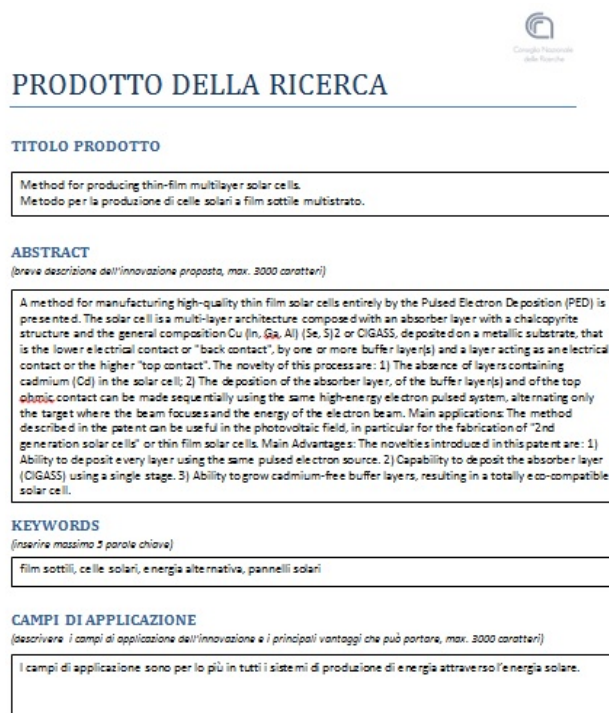 Consiglio Nazionale
delle Ricerche
PRODOTTO DELLA RICERCA
TITOLO PRODOTTO
Method for producing thin-film multilayer solar cells.
Metodo per la produzione di celle solari a film sottile multistrato.
ABSTRACT
(breve descrizione dell'innovazione proposta, max. 3000 caratteri)
A method for manufacturing high-quality thin film solar cells entirely by the Pulsed Electron Deposition (PED) is
presented. The solar cell is a multi-layer architecture composed with an absorber layer with a chalcopyrite
structure and the general composition Cu (In, Ga, Al) (Se, S)2 or CIGASS, deposited on a metallic substrate, that
is the lower electrical contact or "back contact", by one or more buffer layer(s) and a layer acting as an electrical
contact or the higher "top contact". The novelty of this process are: 1) The absence of layers containing
cadmium (Cd) in the solar cell; 2) The deposition of the absorber layer, of the buffer layer(s) and of the top
ohmic contact can be made sequentially using the same high-energy electron pulsed system, alternating only
the target where the beam focuses and the energy of the electron beam. Main applications: The method
described in the patent can be useful in the photovoltaic field, in particular for the fabrication of "2nd
generation solar cells" or thin film solar cells. Main Advantages: The novelties introduced in this patent are: 1)
Ability to deposit every layer using the same pulsed electron source. 2) Capability to deposit the absorber layer
(CIGASS) using a single stage. 3) Ability to grow cadmium-free buffer layers, resulting in a totally eco-compatible
solar cell.
KEYWORDS
(inserire massimo 5 parole chiave)
film sottili, celle solari, energia alternativa, pannelli solari
CAMPI DI APPLICAZIONE
(descrivere i campi di applicazione dell'innovazione e i principali vantaggi che può portare, max. 3000 caratteri)
I campi di applicazione sono per lo più in tutti i sistemi di produzione di energia attraverso l'energia solare.